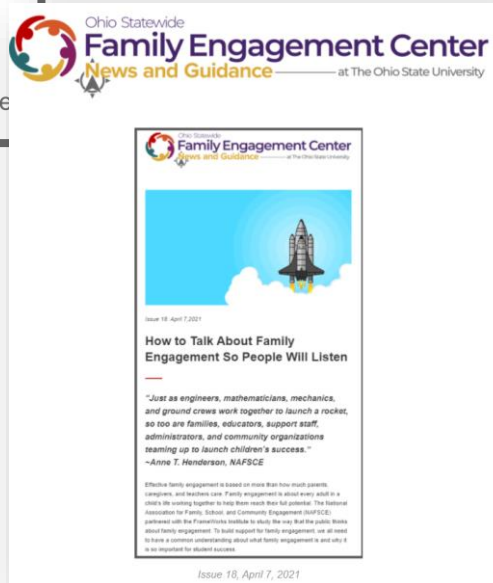 Ohio Statewide
Family Engagement Center
News and Guidance
at The Ohio State University
e
Ohio Statewide
Family Engagement Center
News and Guidance
at The Ohio State University
Issue 18, April 7, 2021
How to Talk About Family
Engagement So People Will Listen
"Just as engineers, mathematicians, mechanics,
and ground crews work together to launch a rocket,
so too are families, educators, support staff,
administrators, and community organizations
teaming up to launch children's success."
~Anne T. Henderson, NAFSCE
Effective family engagement is based on more than how much parents
caregivers, and teachers care. Family engagement is about every adult in a
child's life working together to help them reach their full potential. The National
Association for Family, School, and Community Engagement (NAFSCE)
partnered with the FrameWorks Institute to study the way that the public thinks
about family engagement. To build support for family engagement, we all need
to have a common understanding about what family engagement is and why it
is so important for student success.
Issue 18, April 7, 2021